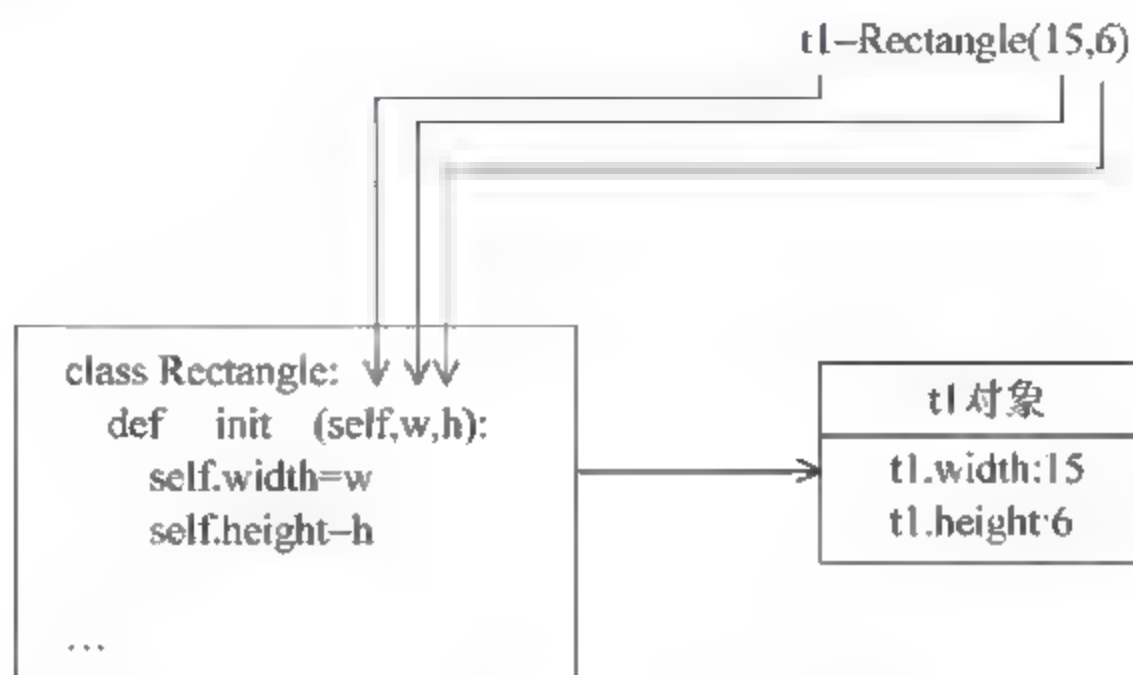 t1=Rectangle(15,6)
class Rectangle:
def init (self,w,h):
self.width=w
self.height=h
...
t1对象
t1.width:15
t1.height:6